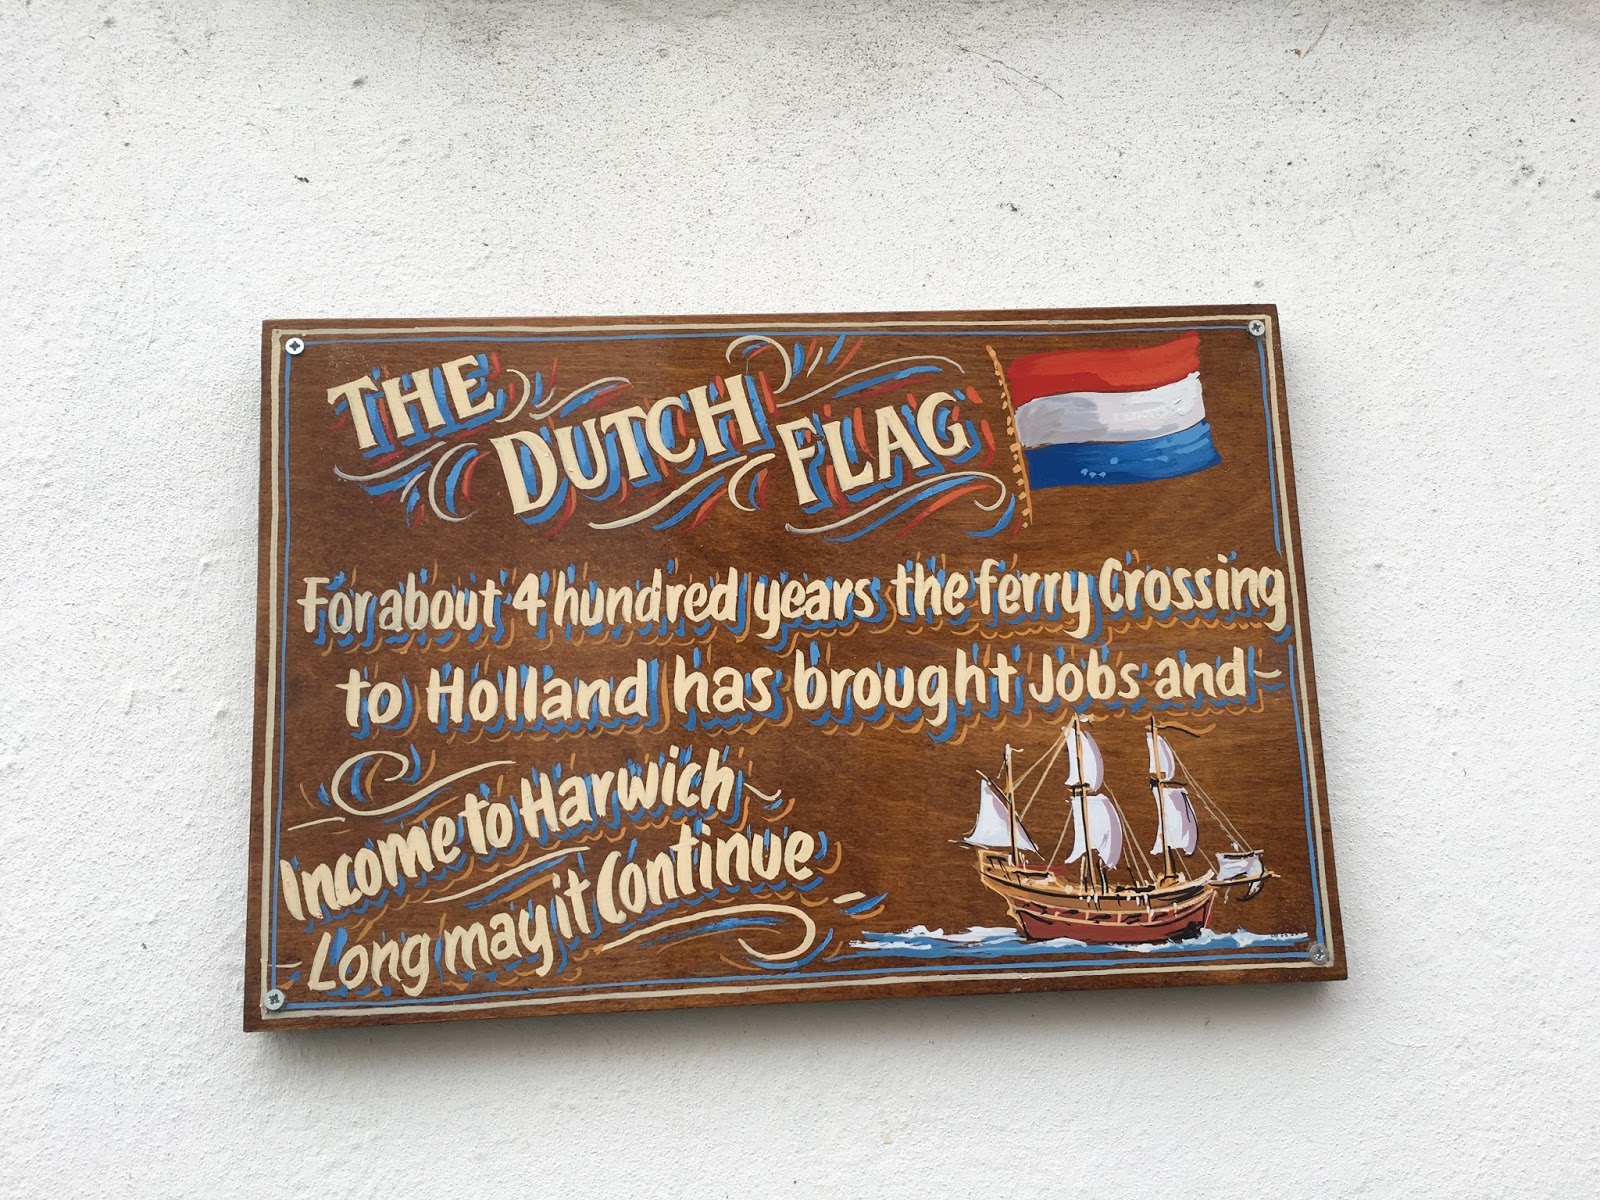 THE DUTCH FLAG
For about 4 hundred years the ferry Crossing
to Holland has brought Jobs and
Income to Harwich
Long may it Continue